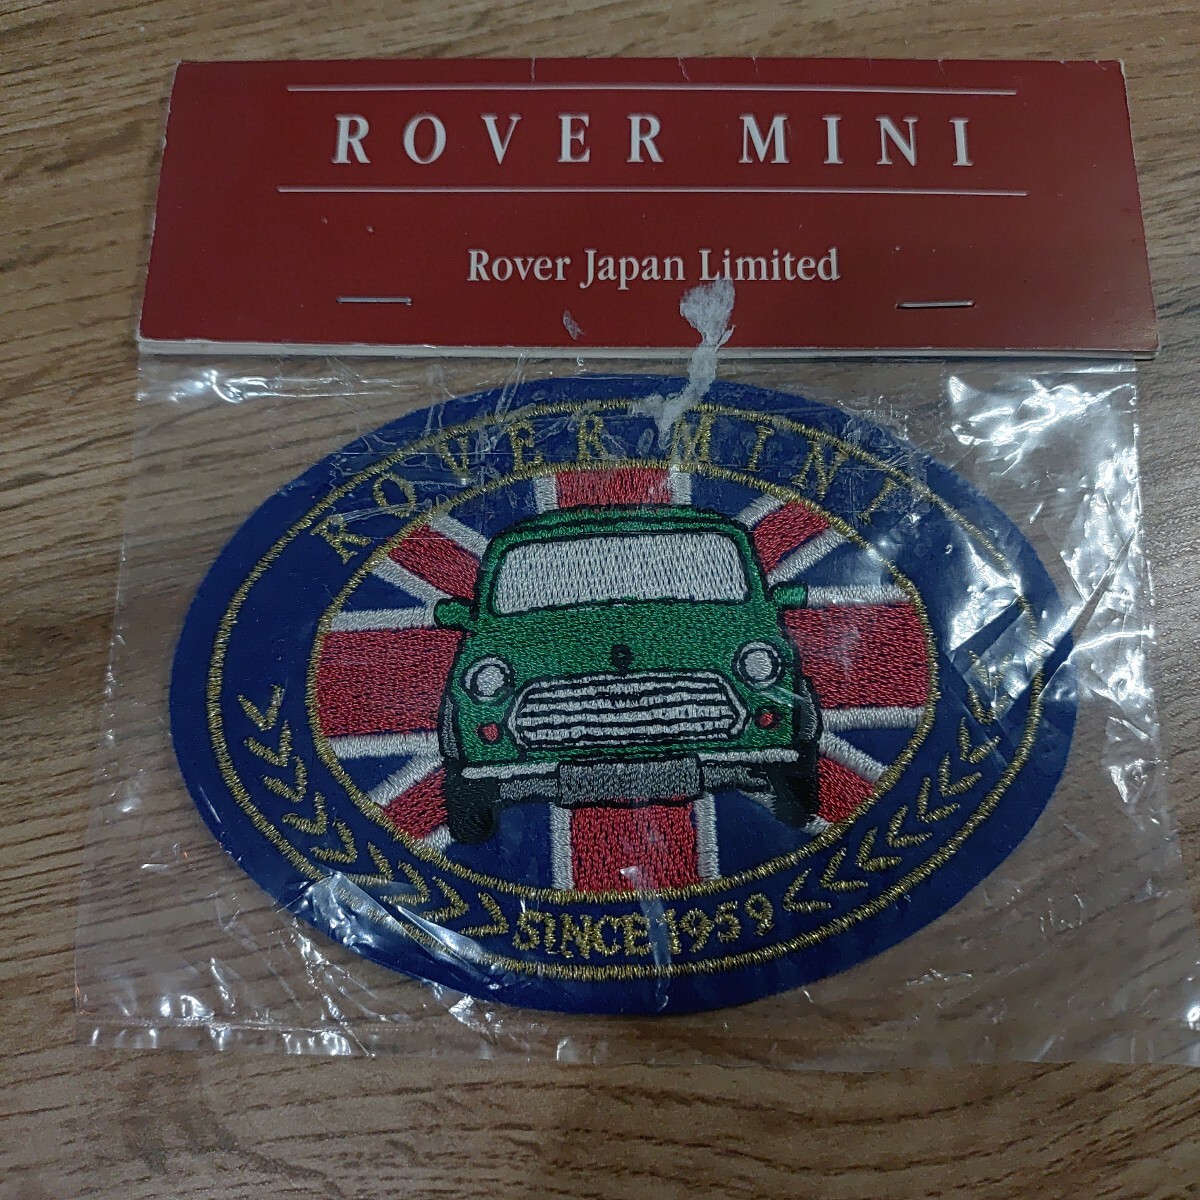 ROVER MINI
Rover Japan Limited
ROVER MINI
SINCE 1959